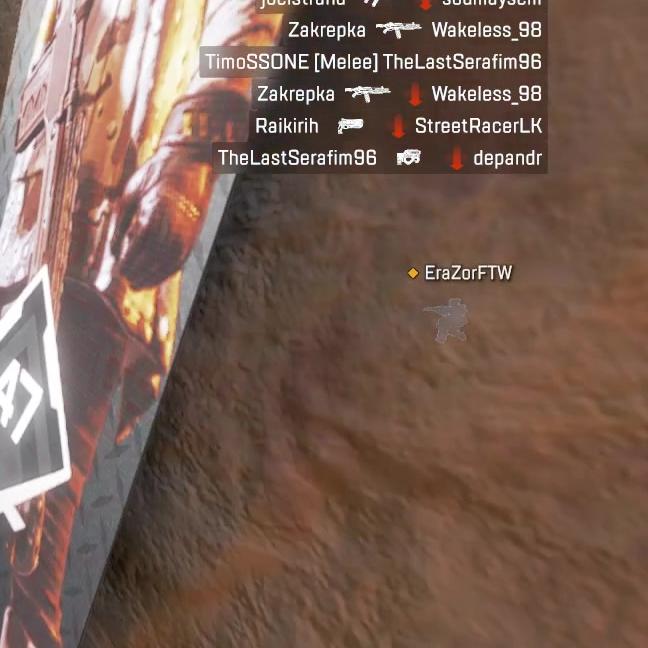 Zakrepka Wakeless_98
TimoSSONE [Melee] TheLastSerafim96
Zakrepka Wakeless_98
Raikirih StreetRacerLK
TheLastSerafim96 depandr
EraZorFTW